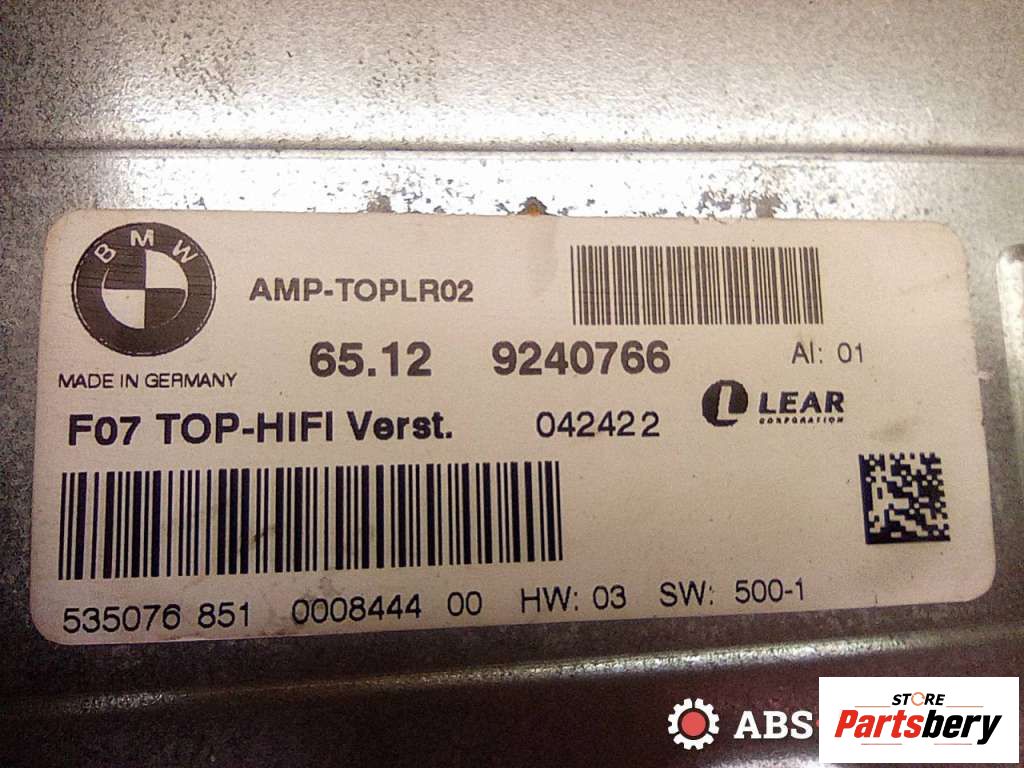 BMW
AMP-TOPLR02
65.12 9240766 AI: 01
MADE IN GERMANY
F07 TOP-HIFI Verst. 042422 LEAR
CORPORATION
535076 851 0008444 00 HW: 03 SW: 500-1
ABS
STORE
Partsbery